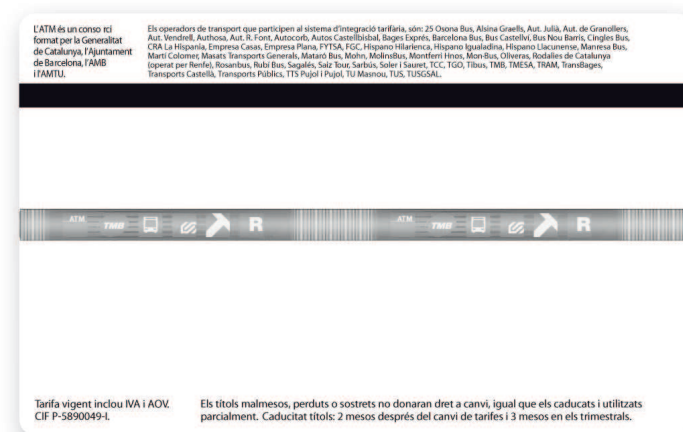 L'ATM és un conso rci
format per la Generalitat
de Catalunya, l'Ajuntament
de Barcelona, l'AMB
i l'AMTU.
Els operadors de transport que participen al sistema d'integració tarifària, són: 25 Osona Bus, Alsina Graells, Aut. Julià, Aut. de Granollers,
Aut. Vendrell, Authosa, Aut. R. Font, Autocorb, Autos Castellbisbal, Bages Exprés, Barcelona Bus, Bus Castellví, Bus Nou Barris, Cingles Bus,
CRA La Hispania, Empresa Casas, Empresa Plana, FYTSA, FGC, Hispano Hilarienca, Hispano Igualadina, Hispano Llacunense, Manresa Bus,
Martí Colomer, Masats Transports Generals, Mataró Bus, Mohn, MolinsBus, Montferri Hnos, Mon-Bus, Oliveras, Rodalies de Catalunya
(operat per Renfe), Rosanbus, Rubí Bus, Sagalés, Saiz Tour, Sarbús, Soler i Sauret, TCC, TGO, Tibus, TMB, TMESA, TRAM, TransBages,
Transports Castellà, Transports Públics, TTS Pujol i Pujol, TU Masnou, TUS, TUSGSAL.
ATM TMB R ATM TMB R
Tarifa vigent inclou IVA i AOV.
CIF P-5890049-I.
Els títols malmesos, perduts o sostrets no donaran dret a canvi, igual que els caducats i utilitzats
parcialment. Caducitat títols: 2 mesos després del canvi de tarifes i 3 mesos en els trimestrals.